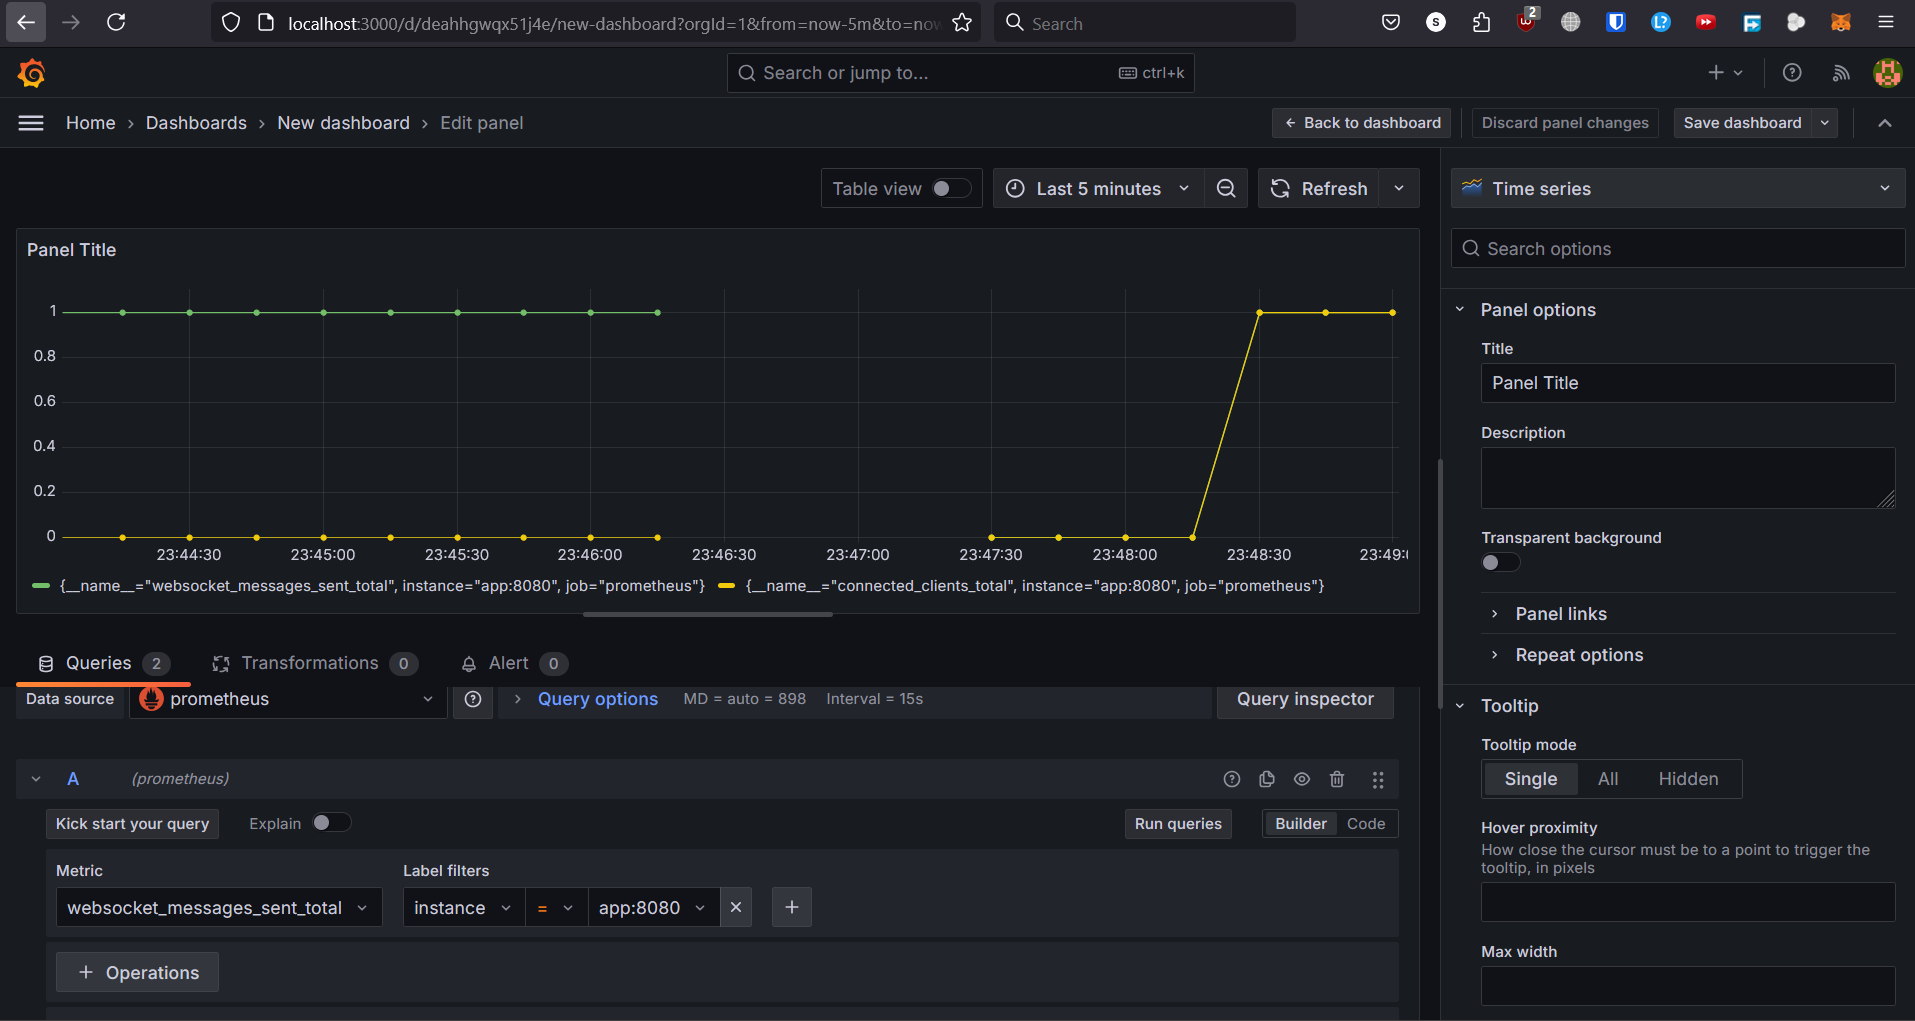 localhost:3000/d/deahhgwqx51j4e/new-dashboard?orgId=1&from=now-5m&to=now
Search
S
2
Search or jump to...
ctrl+k
Home › Dashboards › New dashboard › Edit panel
Back to dashboard
Discard panel changes
Save dashboard
Table view
Last 5 minutes
Refresh
Time series
Search options
Panel Title
1
0.8
0.6
0.4
0.2
0
23:44:30 23:45:00 23:45:30 23:46:00 23:46:30 23:47:00 23:47:30 23:48:00 23:48:30 23:49:0
{__name__="websocket_messages_sent_total", instance="app:8080", job="prometheus"}
{__name__="connected_clients_total", instance="app:8080", job="prometheus"}
Queries 2
Transformations 0
Alert 0
Data source
prometheus
Query options
MD = auto = 898
Interval = 15s
Query inspector
A
(prometheus)
Kick start your query
Explain
Run queries
Builder
Code
Metric
Label filters
websocket_messages_sent_total
instance
=
app:8080
+ Operations
Panel options
Title
Panel Title
Description
Transparent background
Panel links
Repeat options
Tooltip
Tooltip mode
Single
All
Hidden
Hover proximity
How close the cursor must be to a point to trigger the
tooltip, in pixels
Max width